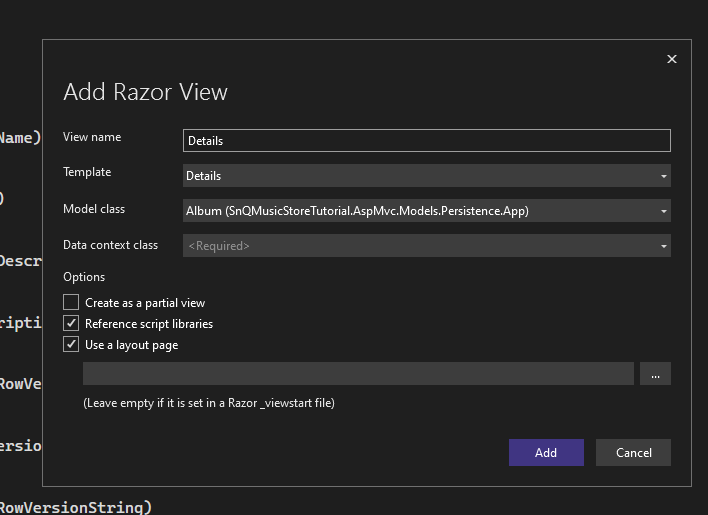 Add Razor View
Name)
View name
Details
Template
Details
)
Model class
Album (SnQMusicStoreTutorial.AspMvc.Models.Persistence.App)
Data context class
<Required>
Descr
Options
Create as a partial view
ripti
Reference script libraries
Use a layout page
...
RowVe
(Leave empty if it is set in a Razor _viewstart file)
ersio
Add
Cancel
RowVersionString)